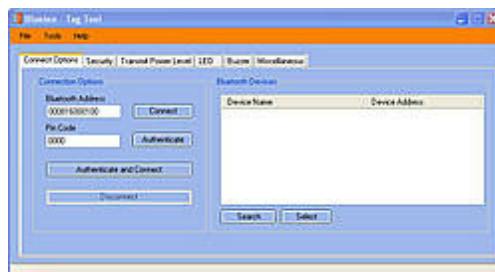 Bluetex - Tag Tool
File Tools Help
Connect Options Security Transmit Power Level LED Buzzer Miscellaneous
Connection Options
Bluetooth Devices
Bluetooth Address
Connect
Device Name Device Address
Pin Code
0000 Authenticate
Authenticate and Connect
Disconnect
Search Select